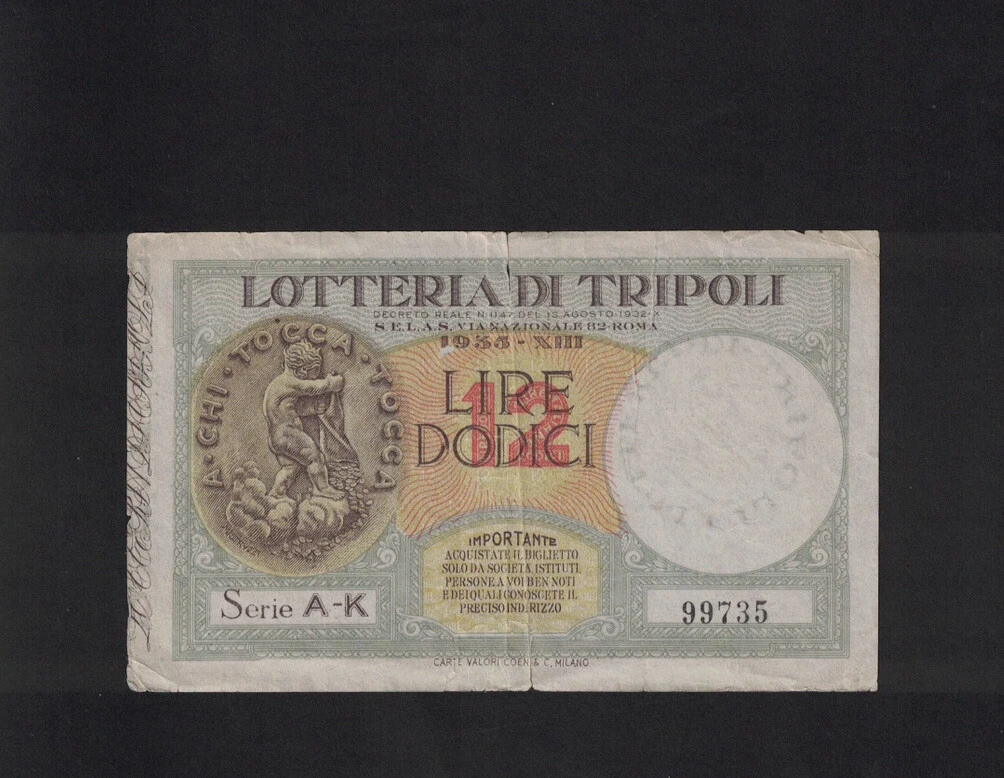 LOTTERIA DI TRIPOLI
DECRETO REALE N. 1147 DEL 13 AGOSTO 1932-X
S.E.L.A.S. VIA NAZIONALE 82-ROMA
1935-XIII
A·CHI·TOCCA·TOCCA
12
LIRE
DODICI
IMPORTANTE
ACQUISTATE IL BIGLIETTO
SOLO DA SOCIETÀ, ISTITUTI,
PERSONE A VOI BEN NOTI
E DEI QUALI CONOSCETE IL
PRECISO INDIRIZZO
Serie A-K
99735
CARTE VALORI COEN & C. MILANO